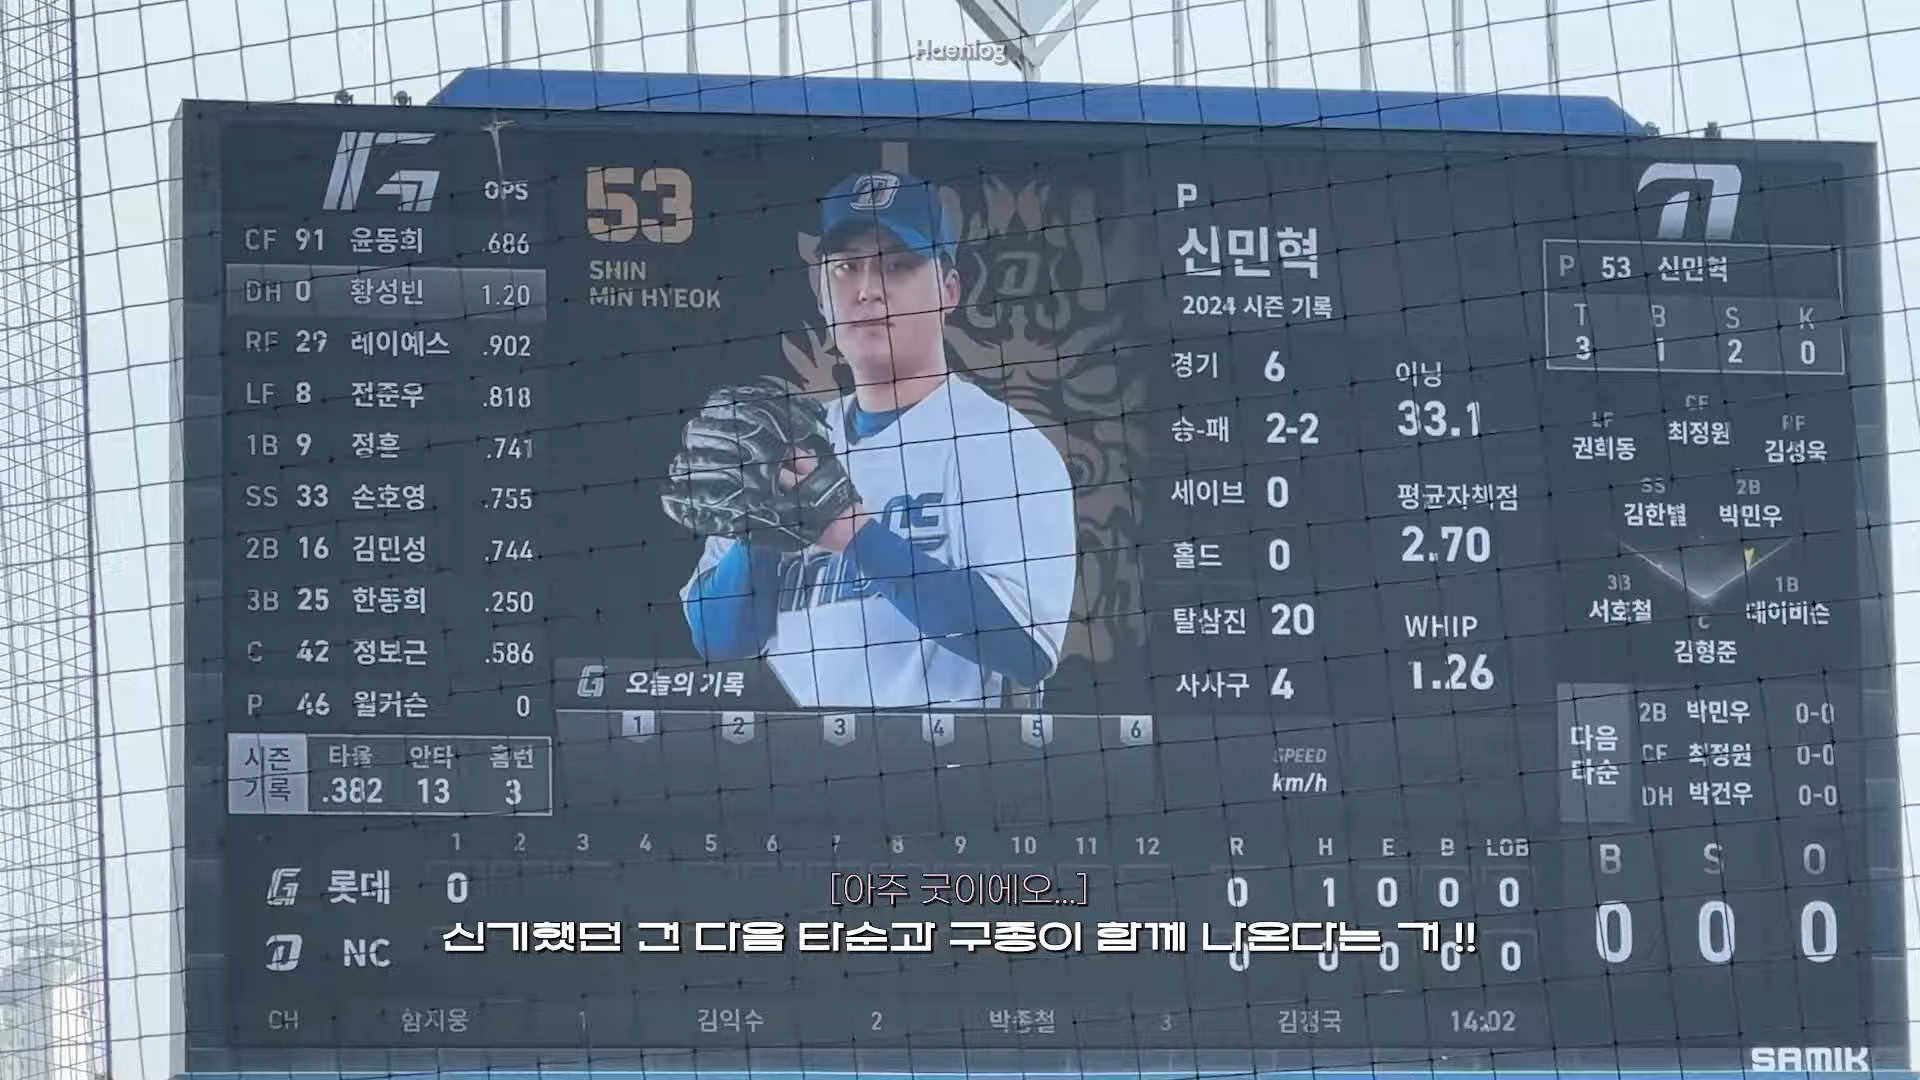 Haenlog
OPS
CF 91 윤동희 .686
DH 0 황성빈 1.20
RF 29 레이예스 .902
LF 8 전준우 .818
1B 9 정훈 .741
SS 33 손호영 .755
2B 16 김민성 .744
3B 25 한동희 .250
C 42 정보근 .586
P 46 윌커슨 0
시즌 기록
타율 안타 홈런
.382 13 3
53
SHIN
MIN HYEOK
오늘의 기록
1 2 3 4 5 6
P
신민혁
2024 시즌 기록
경기 6
이닝 33.1
승-패 2-2
세이브 0
평균자책점 2.70
홀드 0
탈삼진 20
WHIP 1.26
사사구 4
SPEED
km/h
P 53 신민혁
T B S K
3 1 2 0
LF 권희동
CF 최정원
RF 김성욱
SS 김한별
2B 박민우
3B 서호철
1B 데이비슨
C 김형준
다음 타순
2B 박민우 0-0
CF 최정원 0-0
DH 박건우 0-0
1 2 3 4 5 6 7 8 9 10 11 12 R H E B LOB
롯데 0 0 1 0 0 0
NC 0 0 0 0 0
B S O
0 0 0
[아주 굿이에오...]
신기했던 건 다음 타순과 구종이 함께 나온다는 거!!
CH 함지웅 1 김익수 2 박종철 3 김정국 14:02
SAMIK